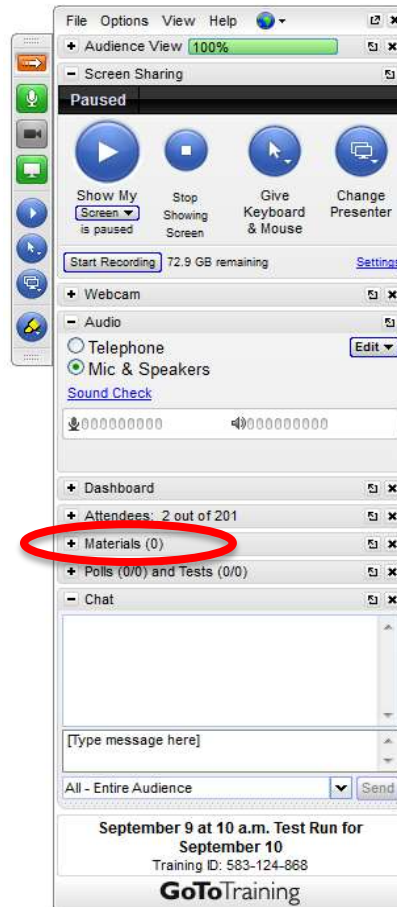 File Options View Help
Audience View 100%
Screen Sharing
Paused
Show My
Screen
is paused
Stop
Showing
Screen
Give
Keyboard
& Mouse
Change
Presenter
Start Recording 72.9 GB remaining Settings
Webcam
Audio
Telephone Edit
Mic & Speakers
Sound Check
000000000 000000000
Dashboard
Attendees: 2 out of 201
Materials (0)
Polls (0/0) and Tests (0/0)
Chat
[Type message here]
All - Entire Audience Send
September 9 at 10 a.m. Test Run for
September 10
Training ID: 583-124-868
GoToTraining